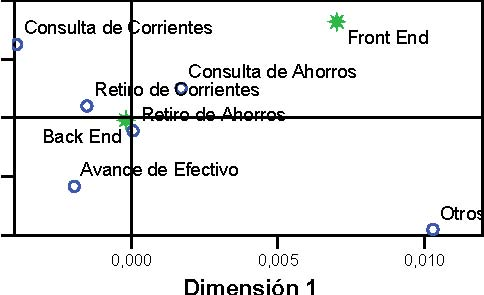 Consulta de Corrientes
Front End
Consulta de Ahorros
Retiro de Corrientes
Retiro de Ahorros
Back End
Avance de Efectivo
Otros
0,000
0,005
0,010
Dimensión 1